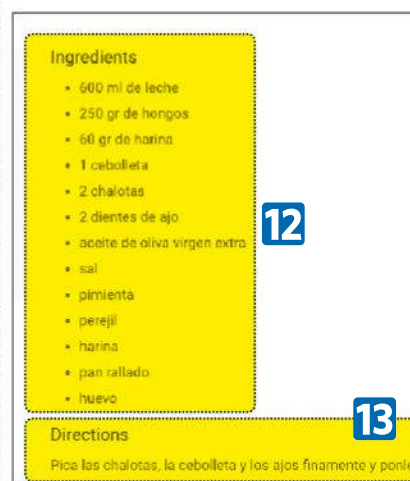 Ingredients
• 600 ml de leche
• 250 gr de hongos
• 60 gr de harina
• 1 cebolleta
• 2 chalotas
• 2 dientes de ajo
12
• aceite de oliva virgen extra
• sal
• pimienta
• perejil
• harina
• pan rallado
• huevo
13
Directions
Pica las chalotas, la cebolleta y los ajos finamente y